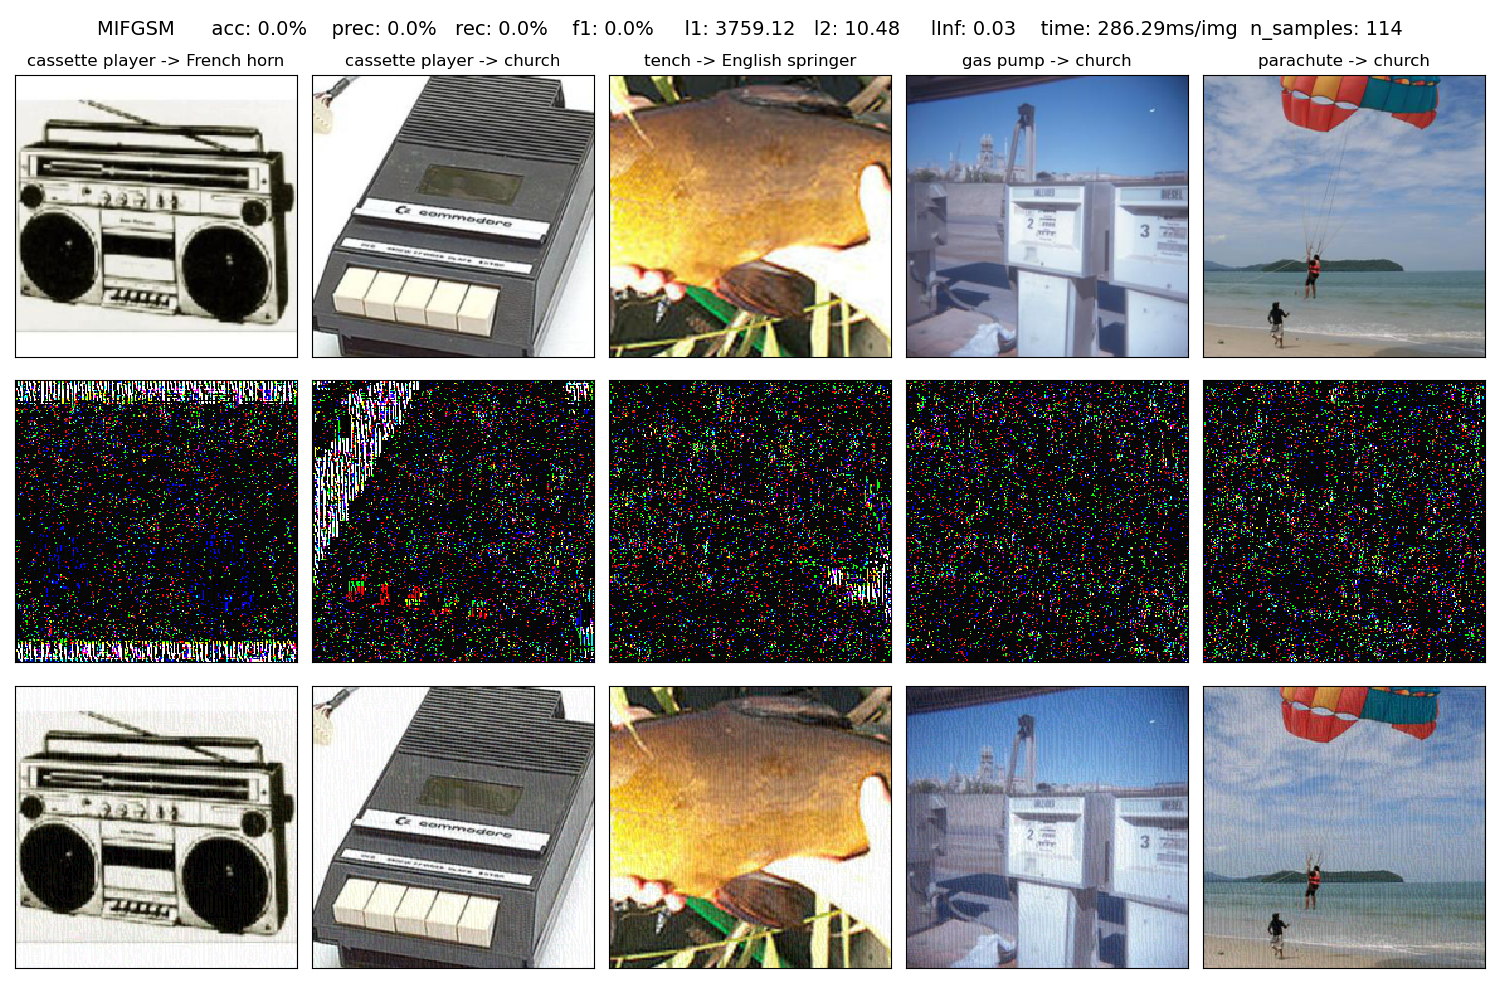 MIFGSM acc: 0.0% prec: 0.0% rec: 0.0% f1: 0.0% l1: 3759.12 l2: 10.48 lInf: 0.03 time: 286.29ms/img n_samples: 114
cassette player -> French horn
cassette player -> church
tench -> English springer
gas pump -> church
parachute -> church
commodore
UNLEADED
DIESEL
2
3
commodore
2
3